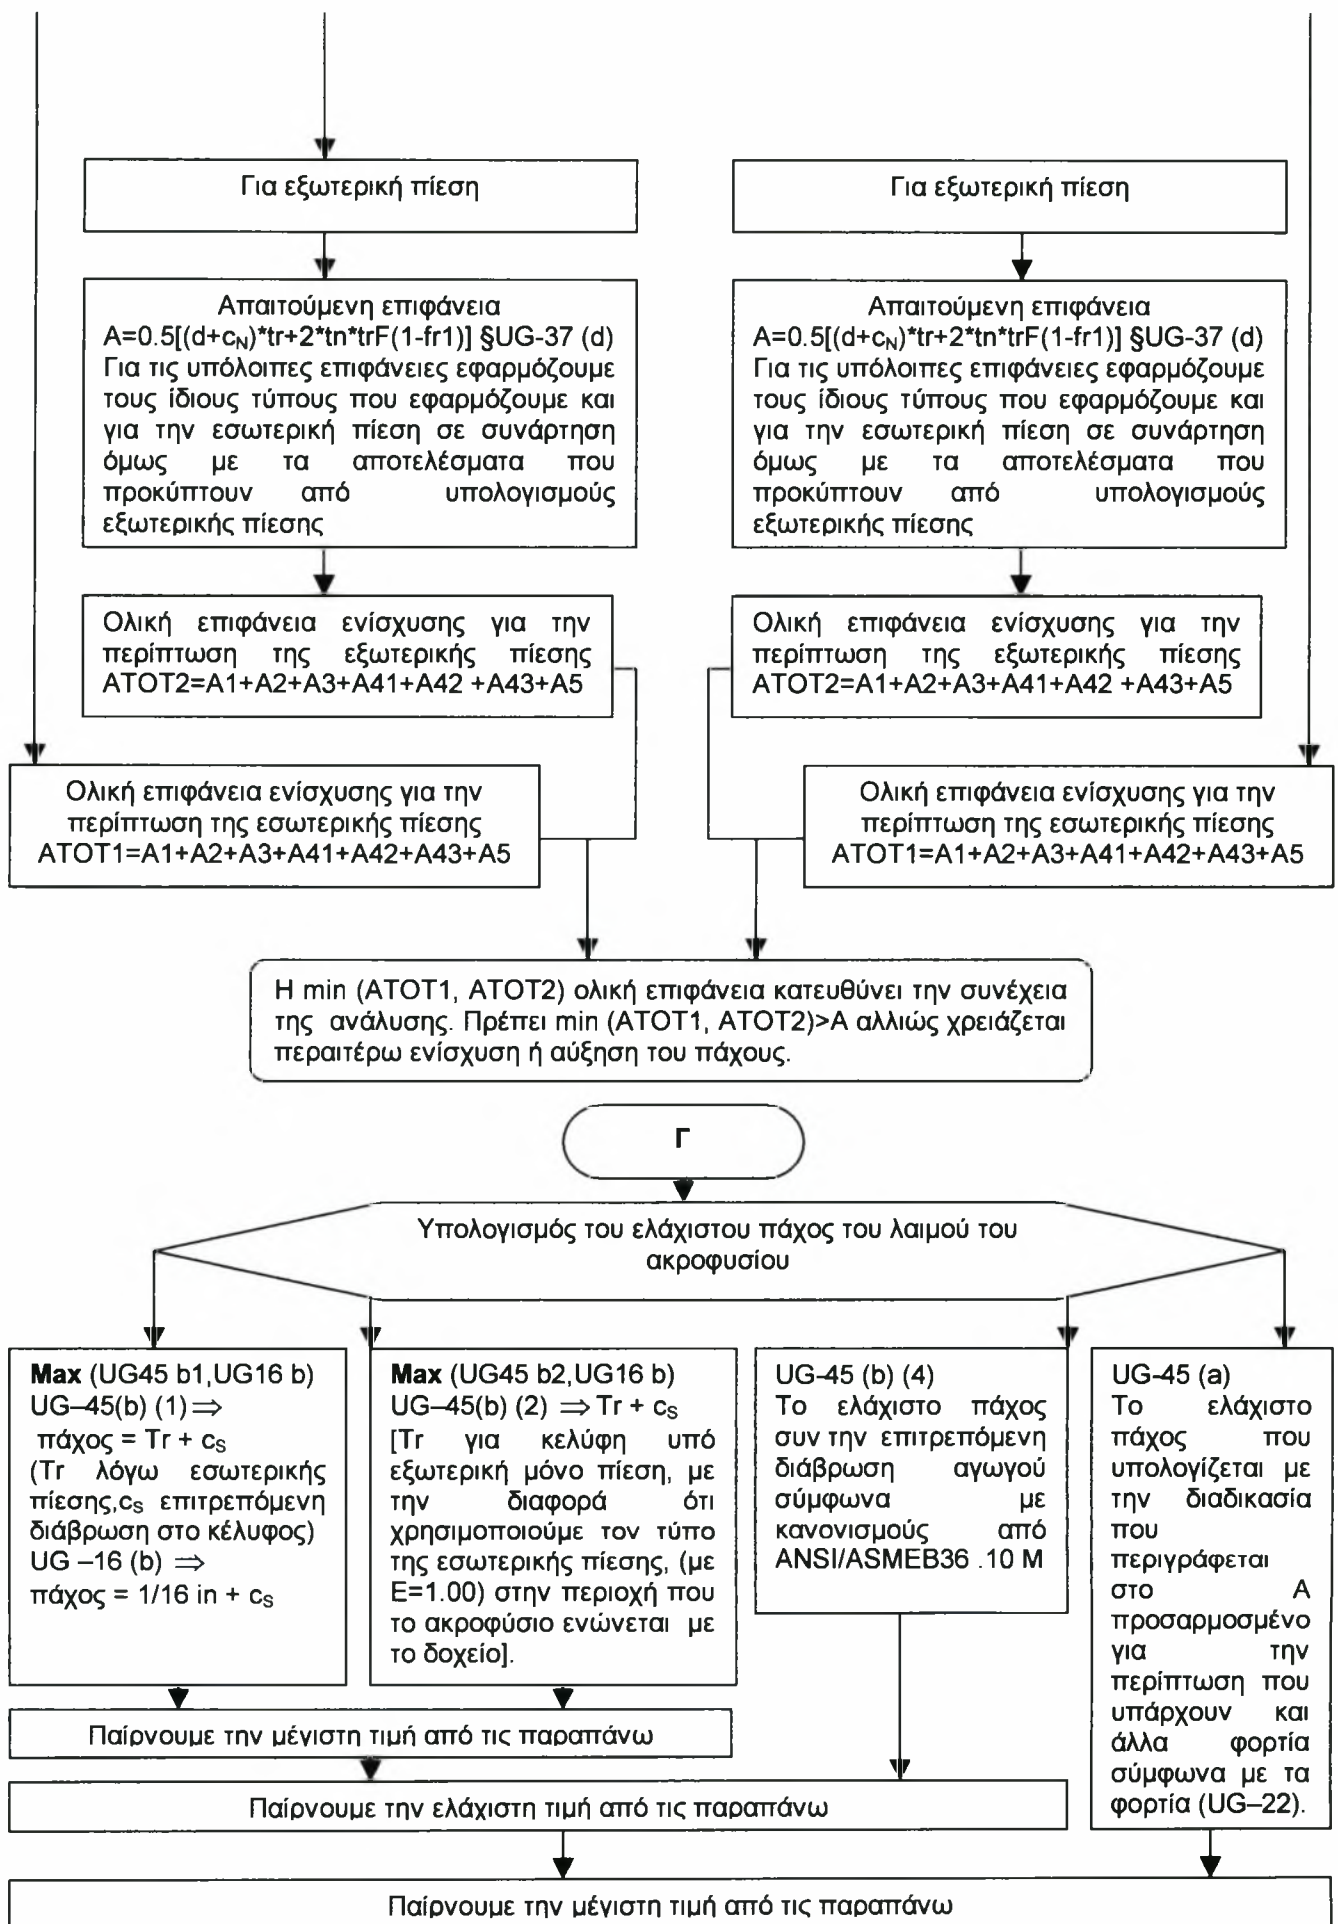 Για εξωτερική πίεση
Για εξωτερική πίεση
Απαιτούμενη επιφάνεια
A=0.5[(d+c_N)*tr+2*tn*trF(1-fr1)] §UG-37 (d)
Για τις υπόλοιπες επιφάνειες εφαρμόζουμε
τους ίδιους τύπους που εφαρμόζουμε και
για την εσωτερική πίεση σε συνάρτηση
όμως με τα αποτελέσματα που
προκύπτουν από υπολογισμούς
εξωτερικής πίεσης
Απαιτούμενη επιφάνεια
A=0.5[(d+c_N)*tr+2*tn*trF(1-fr1)] §UG-37 (d)
Για τις υπόλοιπες επιφάνειες εφαρμόζουμε
τους ίδιους τύπους που εφαρμόζουμε και
για την εσωτερική πίεση σε συνάρτηση
όμως με τα αποτελέσματα που
προκύπτουν από υπολογισμούς
εξωτερικής πίεσης
Ολική επιφάνεια ενίσχυσης για την
περίπτωση της εξωτερικής πίεσης
ATOT2=A1+A2+A3+A41+A42 +A43+A5
Ολική επιφάνεια ενίσχυσης για την
περίπτωση της εξωτερικής πίεσης
ATOT2=A1+A2+A3+A41+A42 +A43+A5
Ολική επιφάνεια ενίσχυσης για την
περίπτωση της εσωτερικής πίεσης
ATOT1=A1+A2+A3+A41+A42+A43+A5
Ολική επιφάνεια ενίσχυσης για την
περίπτωση της εσωτερικής πίεσης
ATOT1=A1+A2+A3+A41+A42+A43+A5
Η min (ATOT1, ATOT2) ολική επιφάνεια κατευθύνει την συνέχεια
της ανάλυσης. Πρέπει min (ATOT1, ATOT2)>A αλλιώς χρειάζεται
περαιτέρω ενίσχυση ή αύξηση του πάχους.
Γ
Υπολογισμός του ελάχιστου πάχος του λαιμού του
ακροφυσίου
Max (UG45 b1,UG16 b)
UG–45(b) (1)⇒
πάχος = Tr + c_S
(Tr λόγω εσωτερικής
πίεσης,c_S επιτρεπόμενη
διάβρωση στο κέλυφος)
UG –16 (b) ⇒
πάχος = 1/16 in + c_S
Max (UG45 b2,UG16 b)
UG–45(b) (2) ⇒Tr + c_S
[Tr για κελύφη υπό
εξωτερική μόνο πίεση, με
την διαφορά ότι
χρησιμοποιούμε τον τύπο
της εσωτερικής πίεσης, (με
E=1.00) στην περιοχή που
το ακροφύσιο ενώνεται με
το δοχείο].
UG-45 (b) (4)
Το ελάχιστο πάχος
συν την επιτρεπόμενη
διάβρωση αγωγού
σύμφωνα με
κανονισμούς από
ANSI/ASMEB36 .10 M
UG-45 (a)
Το ελάχιστο
πάχος που
υπολογίζεται με
την διαδικασία
που
περιγράφεται
στο Α
προσαρμοσμένο
για την
περίπτωση που
υπάρχουν και
άλλα φορτία
σύμφωνα με τα
φορτία (UG–22).
Παίρνουμε την μέγιστη τιμή από τις παραπάνω
Παίρνουμε την ελάχιστη τιμή από τις παραπάνω
Παίρνουμε την μέγιστη τιμή από τις παραπάνω